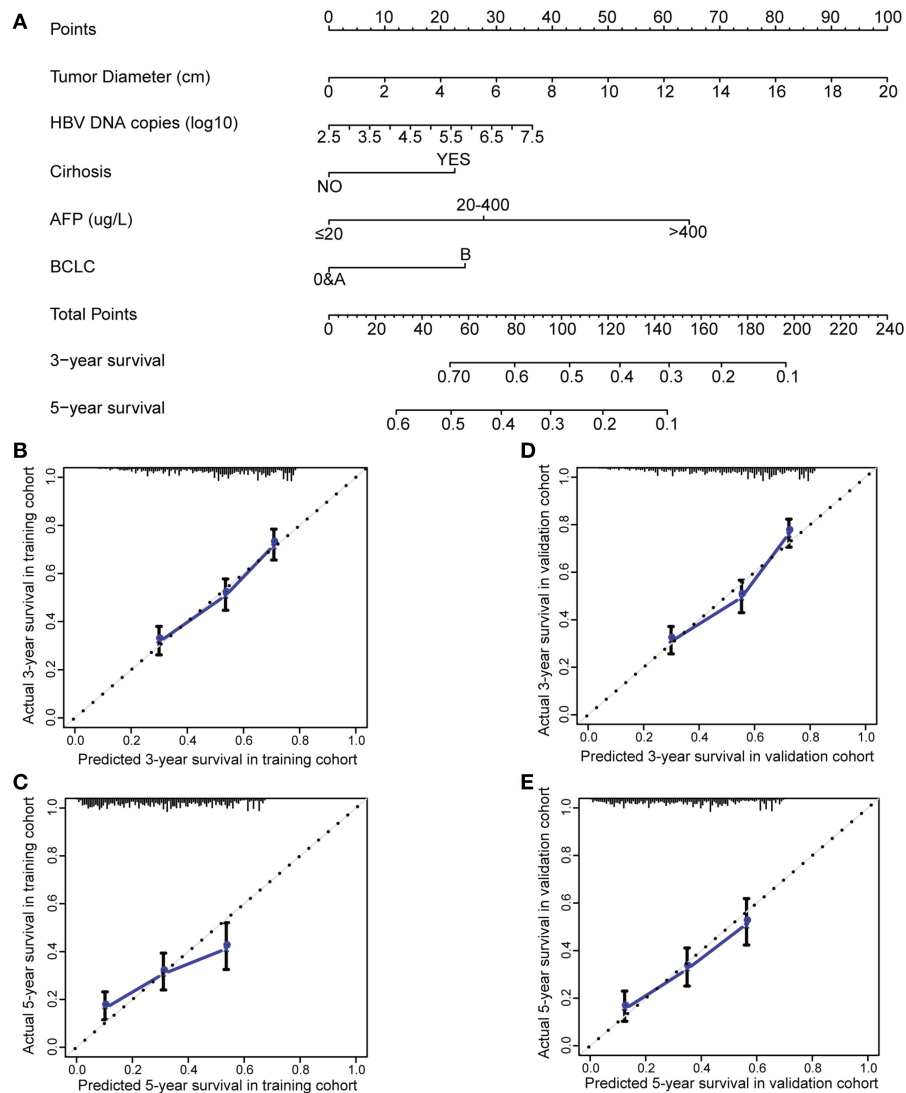 A
Points
0 10 20 30 40 50 60 70 80 90 100
Tumor Diameter (cm)
0 2 4 6 8 10 12 14 16 18 20
HBV DNA copies (log10)
2.5 3.5 4.5 5.5 6.5 7.5
YES
Cirhosis
NO
20-400
AFP (ug/L)
≤20 >400
B
BCLC
0&A
Total Points
0 20 40 60 80 100 120 140 160 180 200 220 240
3−year survival
0.70 0.6 0.5 0.4 0.3 0.2 0.1
5−year survival
0.6 0.5 0.4 0.3 0.2 0.1
B
Actual 3-year survival in training cohort
0.0 0.2 0.4 0.6 0.8 1.0
0.0 0.2 0.4 0.6 0.8 1.0
Predicted 3-year survival in training cohort
D
Actual 3-year survival in validation cohort
0.0 0.2 0.4 0.6 0.8 1.0
0.0 0.2 0.4 0.6 0.8 1.0
Predicted 3-year survival in validation cohort
C
Actual 5-year survival in training cohort
0.0 0.2 0.4 0.6 0.8 1.0
0.0 0.2 0.4 0.6 0.8 1.0
Predicted 5-year survival in training cohort
E
Actual 5-year survival in validation cohort
0.0 0.2 0.4 0.6 0.8 1.0
0.0 0.2 0.4 0.6 0.8 1.0
Predicted 5-year survival in validation cohort